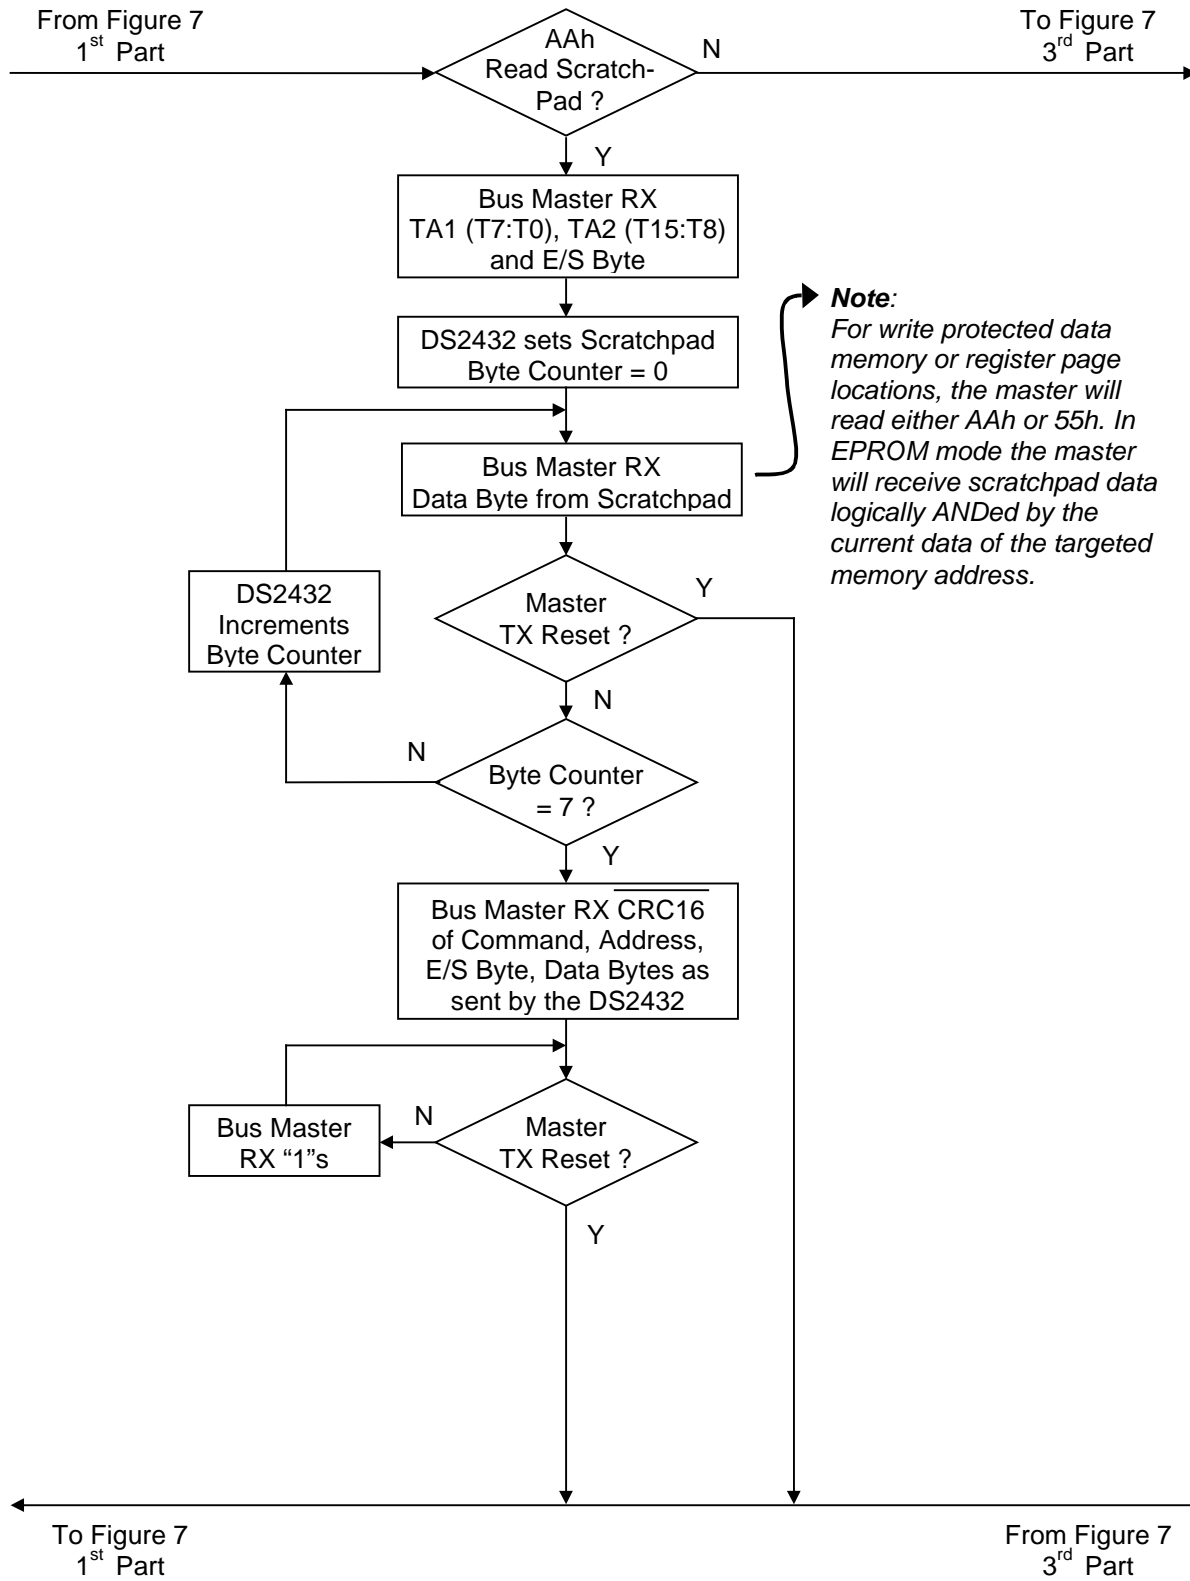 From Figure 7
1st Part
To Figure 7
3rd Part
AAh
Read Scratch-
Pad ?
N
Y
Bus Master RX
TA1 (T7:T0), TA2 (T15:T8)
and E/S Byte
DS2432 sets Scratchpad
Byte Counter = 0
Note:
For write protected data
memory or register page
locations, the master will
read either AAh or 55h. In
EPROM mode the master
will receive scratchpad data
logically ANDed by the
current data of the targeted
memory address.
Bus Master RX
Data Byte from Scratchpad
DS2432
Increments
Byte Counter
Master
TX Reset ?
Y
N
Byte Counter
= 7 ?
N
Y
Bus Master RX CRC16
of Command, Address,
E/S Byte, Data Bytes as
sent by the DS2432
Bus Master
RX “1”s
N
Master
TX Reset ?
Y
To Figure 7
1st Part
From Figure 7
3rd Part